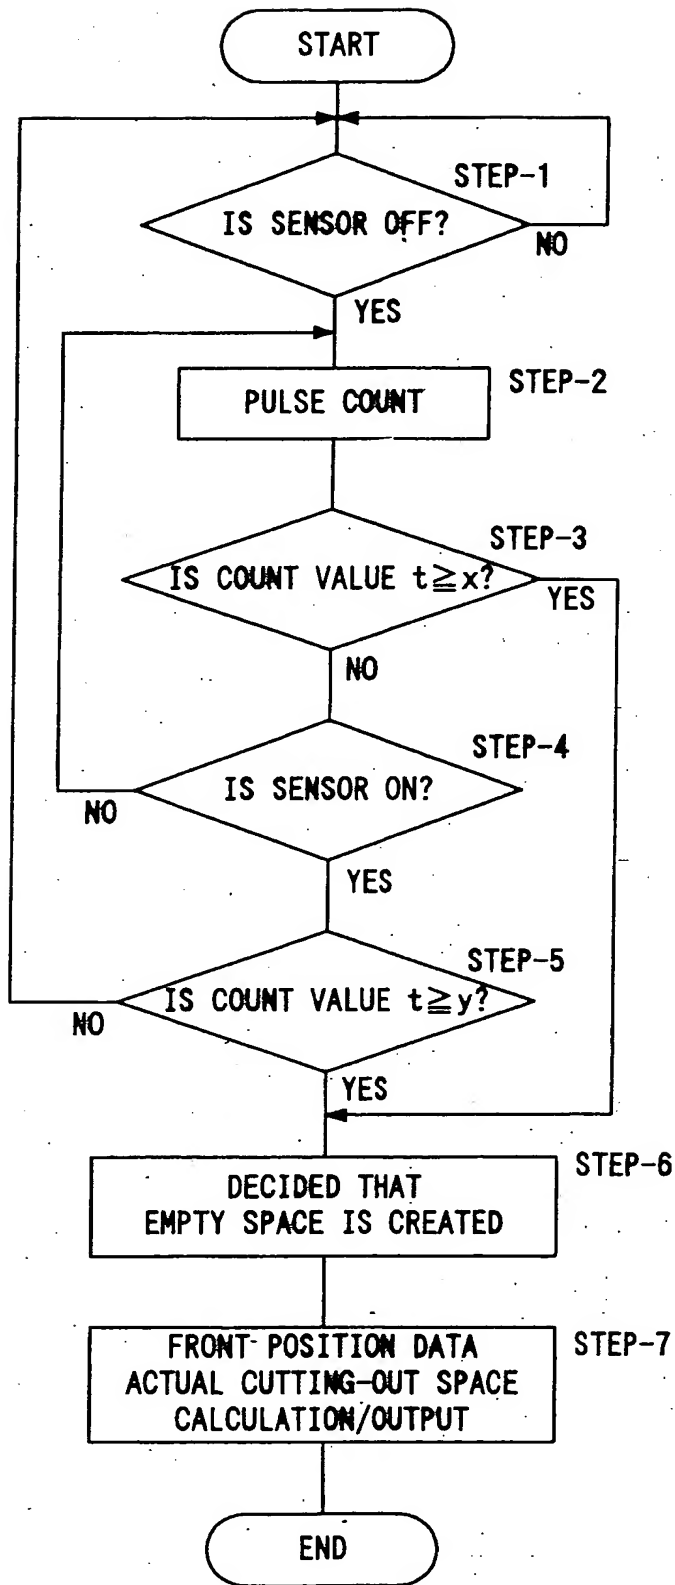 START
STEP-1
IS SENSOR OFF?
NO
YES
STEP-2
PULSE COUNT
STEP-3
IS COUNT VALUE t≧x?
YES
NO
STEP-4
IS SENSOR ON?
NO
YES
STEP-5
IS COUNT VALUE t≧y?
NO
YES
STEP-6
DECIDED THAT
EMPTY SPACE IS CREATED
STEP-7
FRONT POSITION DATA
ACTUAL CUTTING-OUT SPACE
CALCULATION/OUTPUT
END